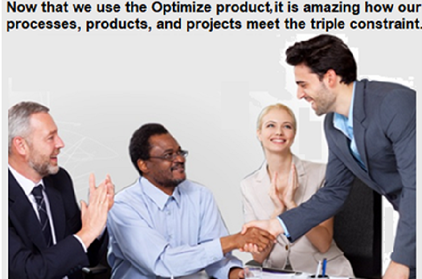 Now that we use the Optimize product,it is amazing how our
processes, products, and projects meet the triple constraint.